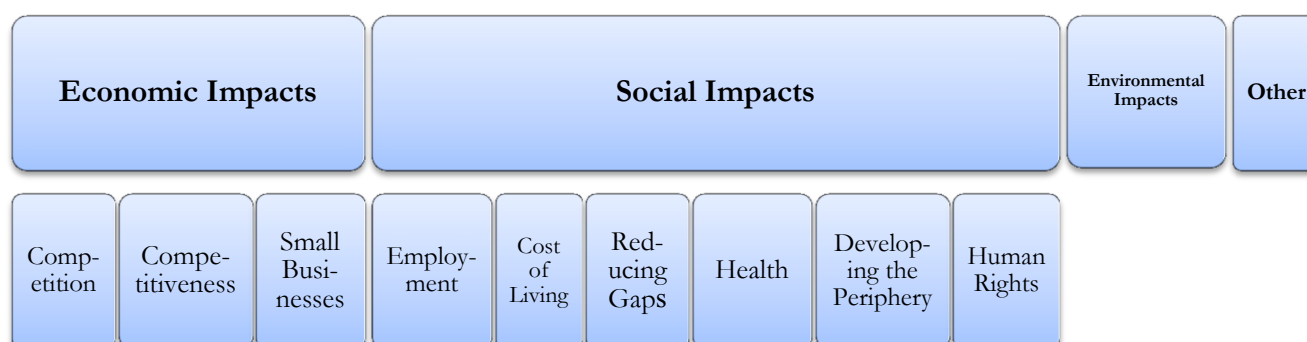 Economic Impacts
Social Impacts
Environmental
Impacts
Other
Comp-
etition
Compe-
titiveness
Small
Busi-
nesses
Employ-
ment
Cost
of
Living
Red-
ucing
Gaps
Health
Develop-
ing the
Periphery
Human
Rights